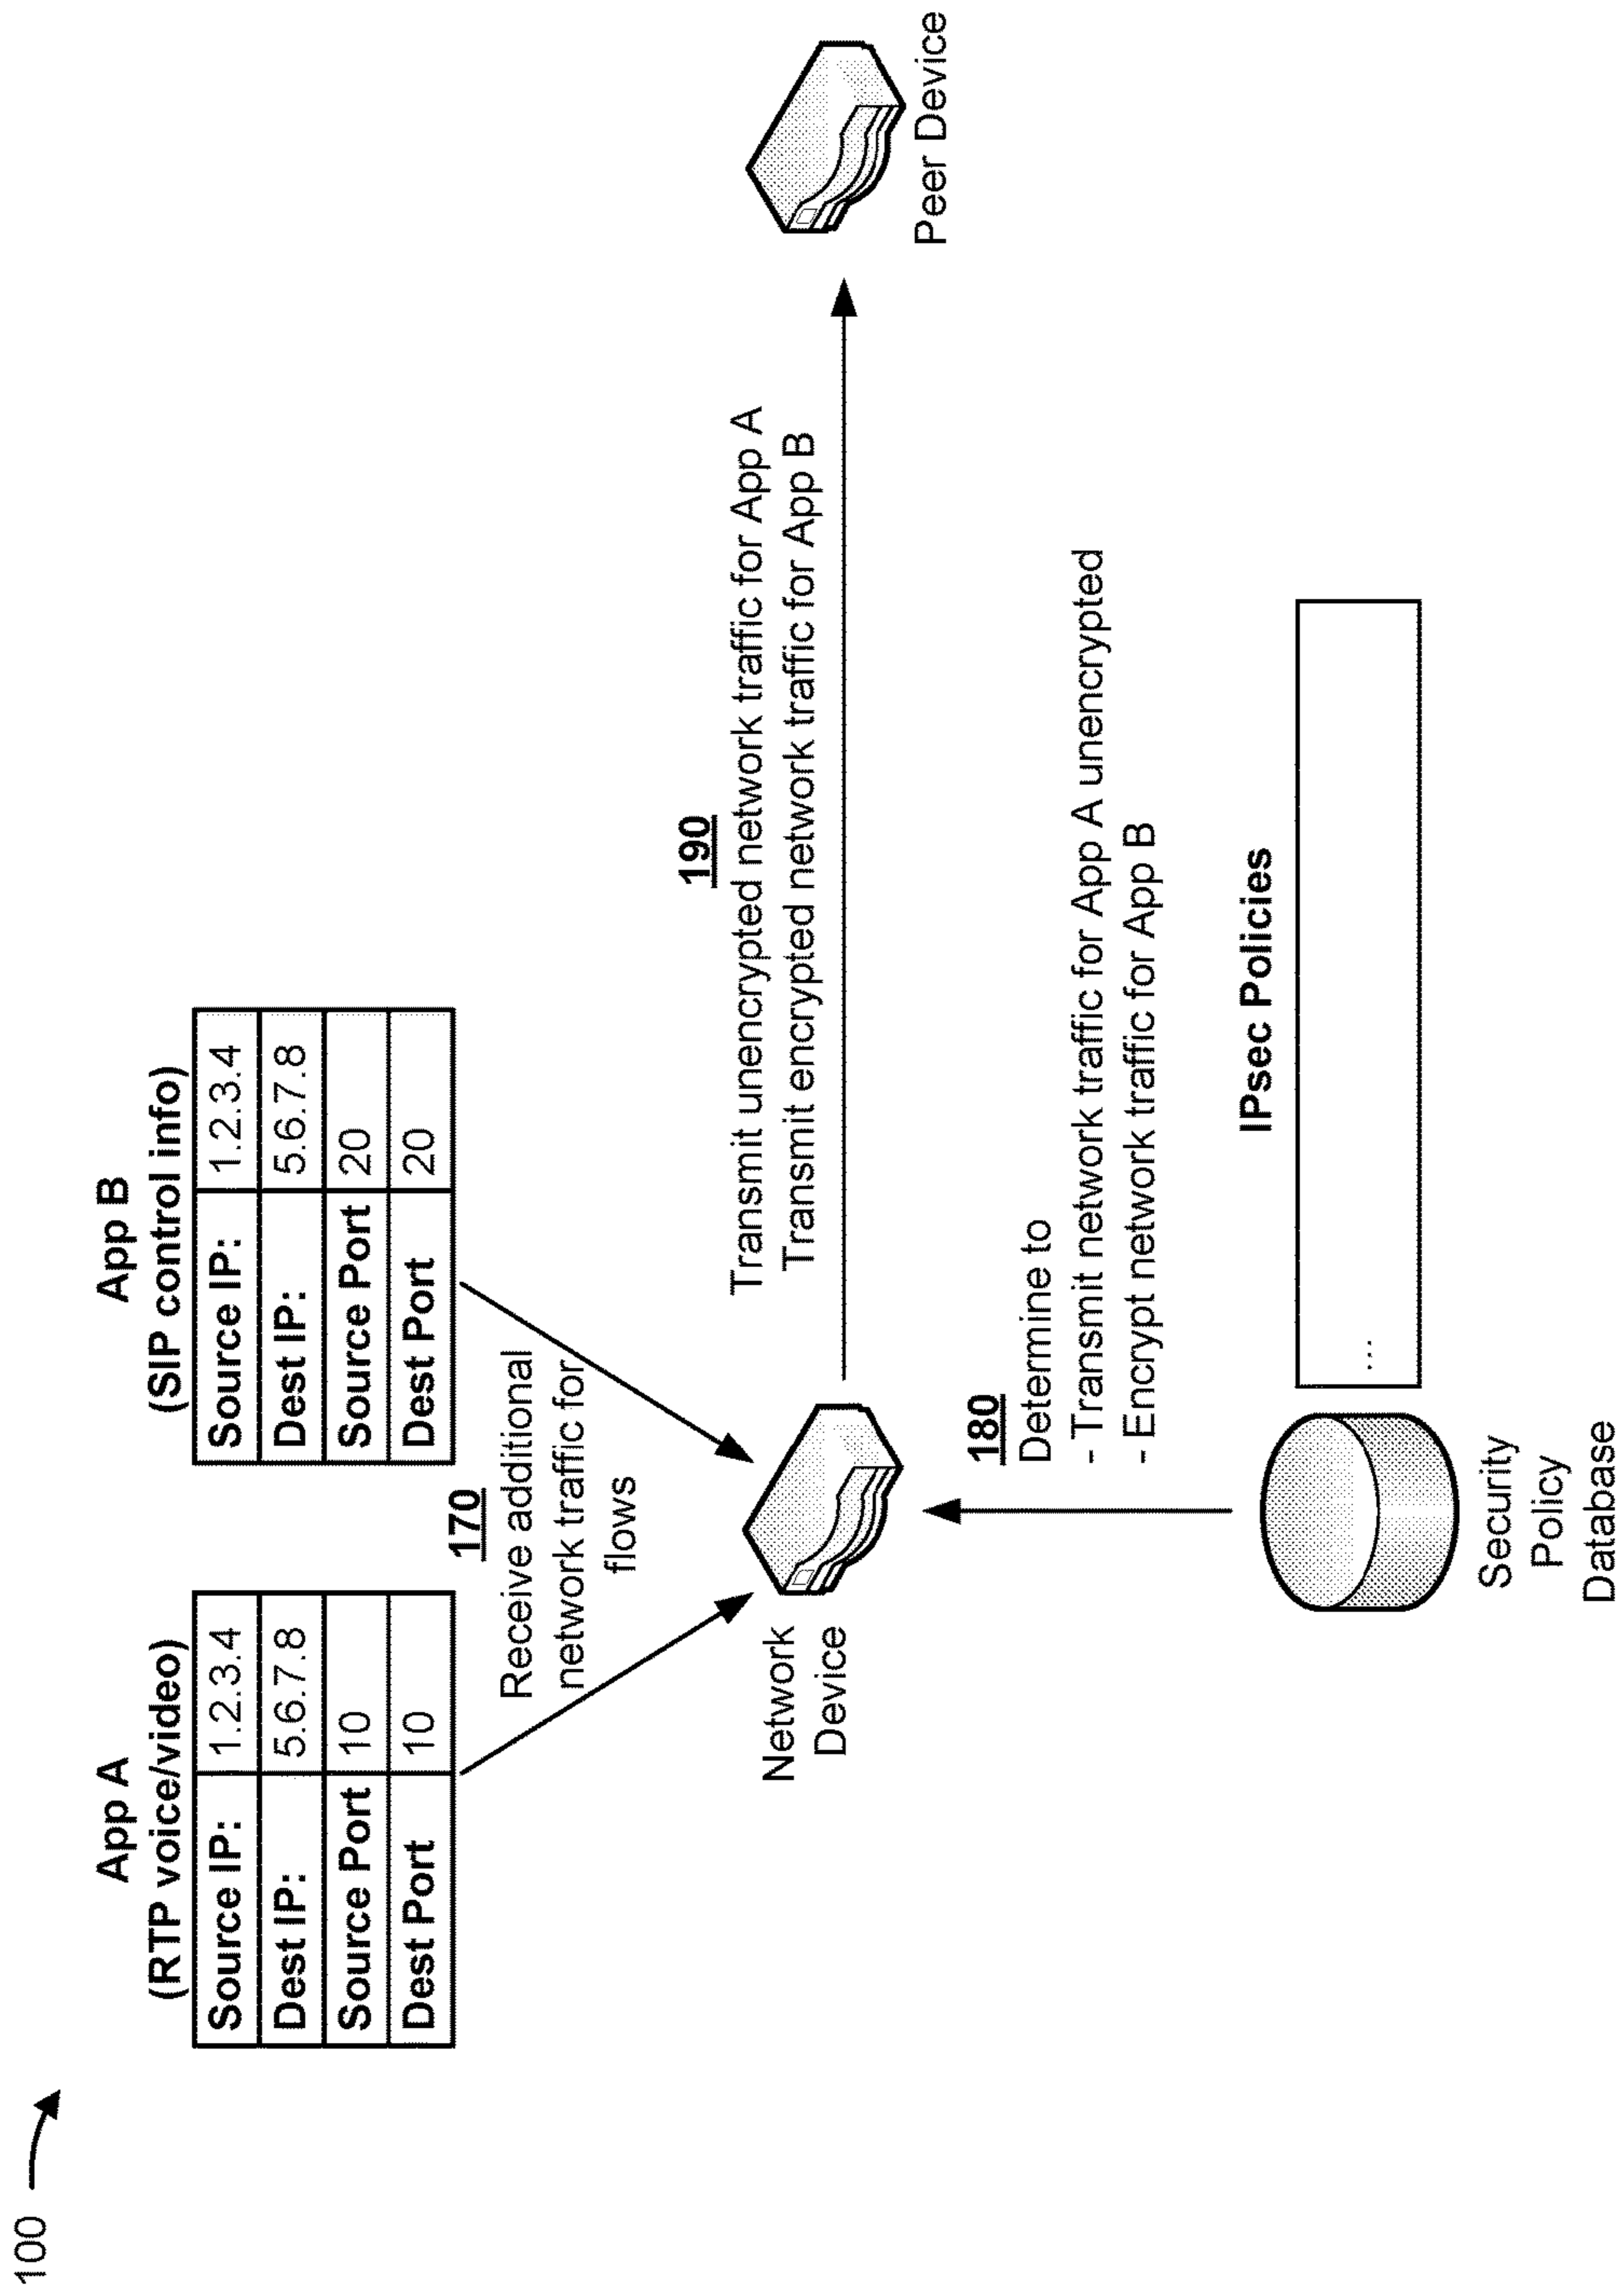 100
App A
(RTP voice/video)
Source IP: 1.2.3.4
Dest IP: 5.6.7.8
Source Port 10
Dest Port 10
App B
(SIP control info)
Source IP: 1.2.3.4
Dest IP: 5.6.7.8
Source Port 20
Dest Port 20
170
Receive additional
network traffic for
flows
Network
Device
190
Transmit unencrypted network traffic for App A
Transmit encrypted network traffic for App B
Peer Device
180
Determine to
- Transmit network traffic for App A unencrypted
- Encrypt network traffic for App B
Security
Policy
Database
IPsec Policies
...